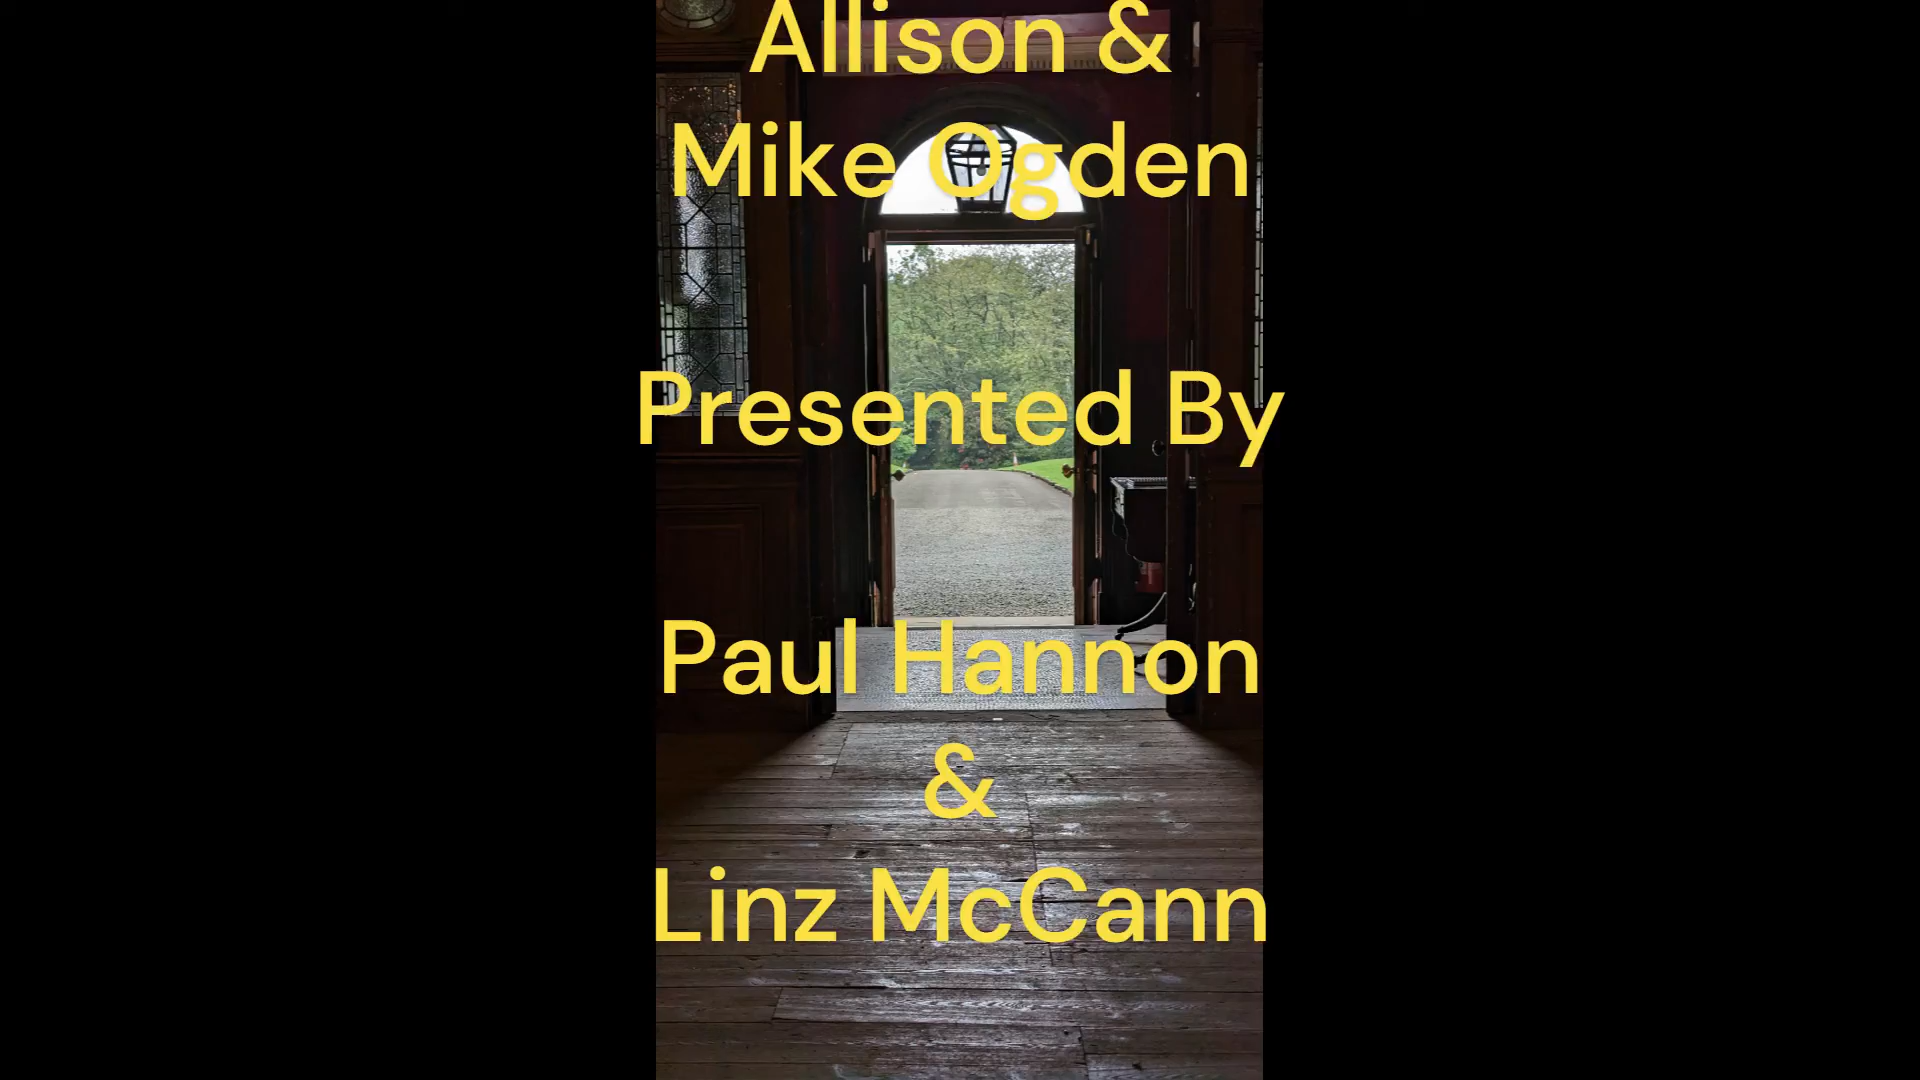 Allison &
Mike Ogden
Presented By
Paul Hannon
&
Linz McCann